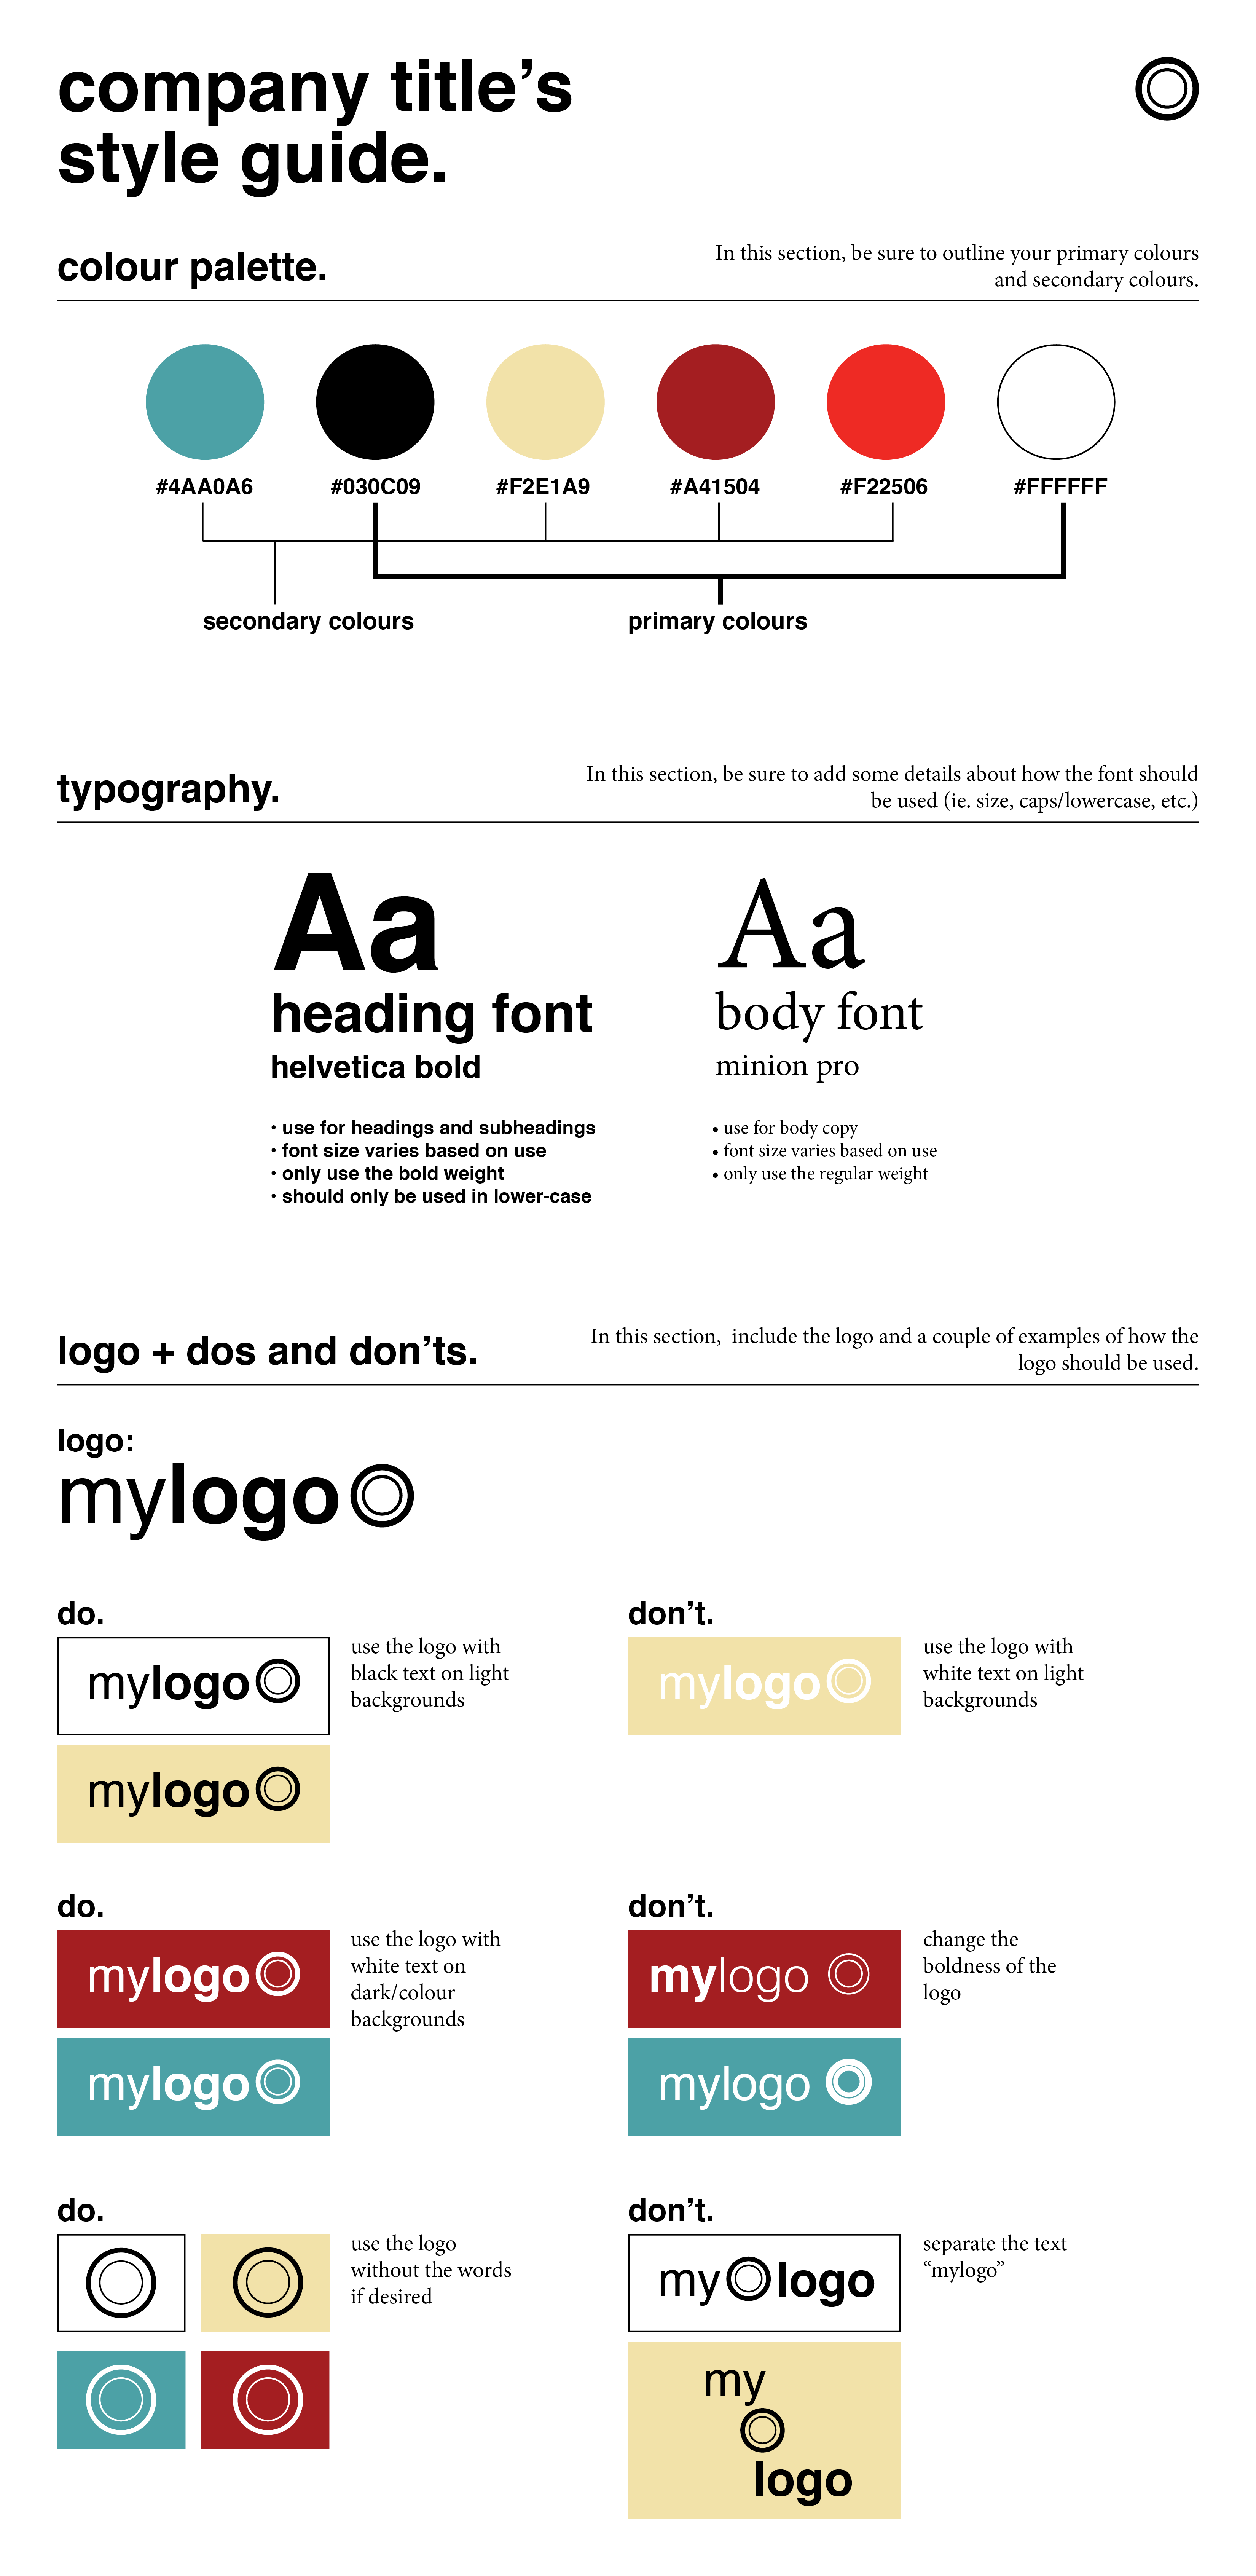 company title’s
style guide.
colour palette.
In this section, be sure to outline your primary colours
and secondary colours.
#4AA0A6
#030C09
#F2E1A9
#A41504
#F22506
#FFFFFF
secondary colours
primary colours
typography.
In this section, be sure to add some details about how the font should
be used (ie. size, caps/lowercase, etc.)
Aa
heading font
helvetica bold
• use for headings and subheadings
• font size varies based on use
• only use the bold weight
• should only be used in lower-case
Aa
body font
minion pro
• use for body copy
• font size varies based on use
• only use the regular weight
logo + dos and don’ts.
In this section, include the logo and a couple of examples of how the
logo should be used.
logo:
mylogo
do.
mylogo
mylogo
use the logo with
black text on light
backgrounds
don’t.
mylogo
use the logo with
white text on light
backgrounds
do.
mylogo
mylogo
use the logo with
white text on
dark/colour
backgrounds
don’t.
mylogo
mylogo
change the
boldness of the
logo
do.
use the logo
without the words
if desired
don’t.
my logo
my
logo
separate the text
“mylogo”